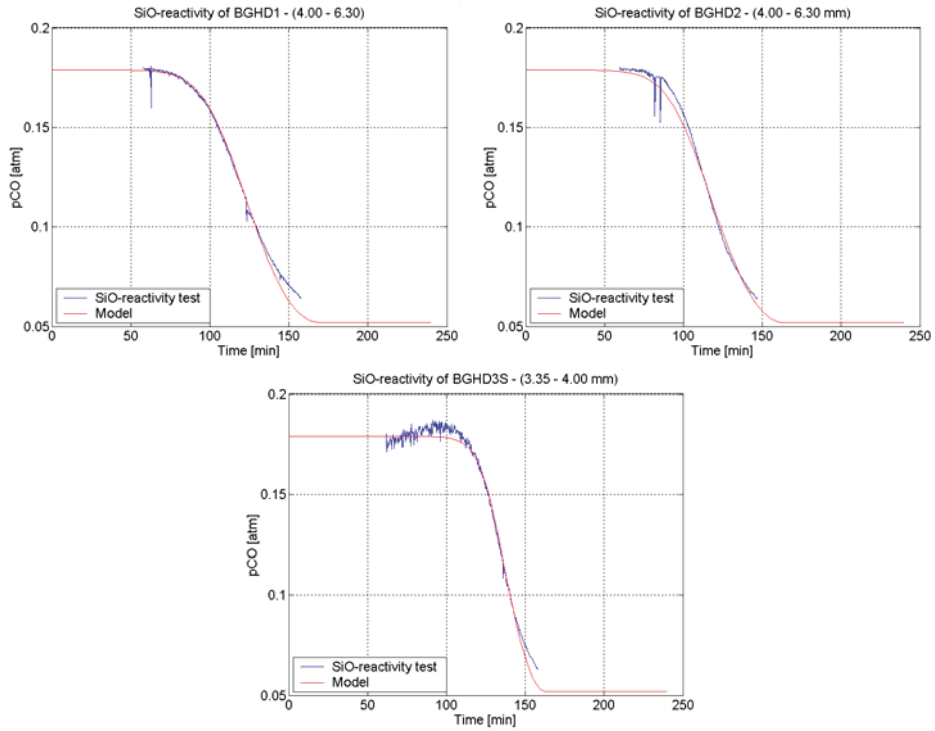 SiO-reactivity of BGHD1 - (4.00 - 6.30)
0.2
0.15
0.1
0.05
pCO [atm]
SiO-reactivity test
Model
0 50 100 150 200 250
Time [min]
SiO-reactivity of BGHD2 - (4.00 - 6.30 mm)
0.2
0.15
0.1
0.05
pCO [atm]
SiO-reactivity test
Model
0 50 100 150 200 250
Time [min]
SiO-reactivity of BGHD3S - (3.35 - 4.00 mm)
0.2
0.15
0.1
0.05
pCO [atm]
SiO-reactivity test
Model
0 50 100 150 200 250
Time [min]